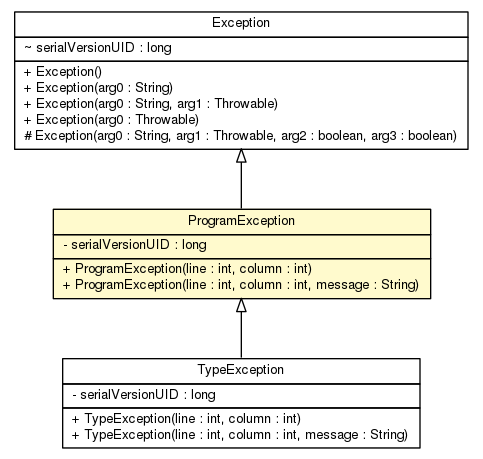 Exception
~ serialVersionUID : long
+ Exception()
+ Exception(arg0 : String)
+ Exception(arg0 : String, arg1 : Throwable)
+ Exception(arg0 : Throwable)
# Exception(arg0 : String, arg1 : Throwable, arg2 : boolean, arg3 : boolean)
ProgramException
- serialVersionUID : long
+ ProgramException(line : int, column : int)
+ ProgramException(line : int, column : int, message : String)
TypeException
- serialVersionUID : long
+ TypeException(line : int, column : int)
+ TypeException(line : int, column : int, message : String)